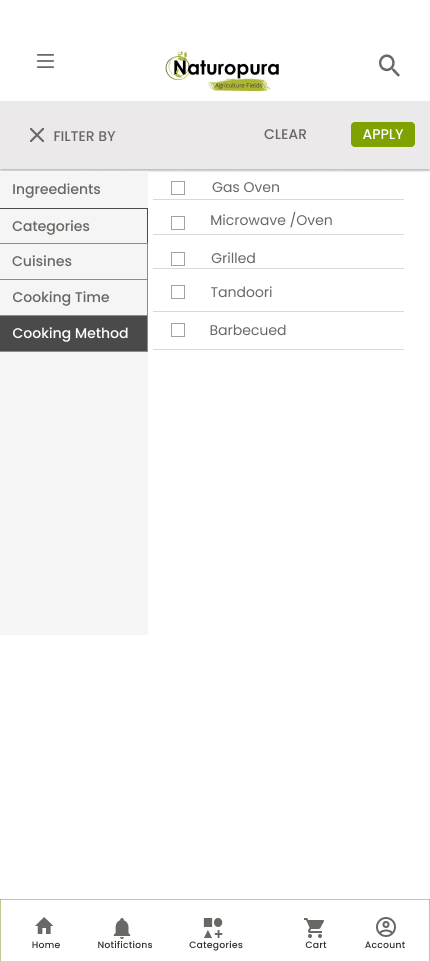 Naturopura
Agriculture Fields
FILTER BY
CLEAR
APPLY
Ingreedients
Categories
Cuisines
Cooking Time
Cooking Method
Gas Oven
Microwave /Oven
Grilled
Tandoori
Barbecued
Home
Notifictions
Categories
Cart
Account